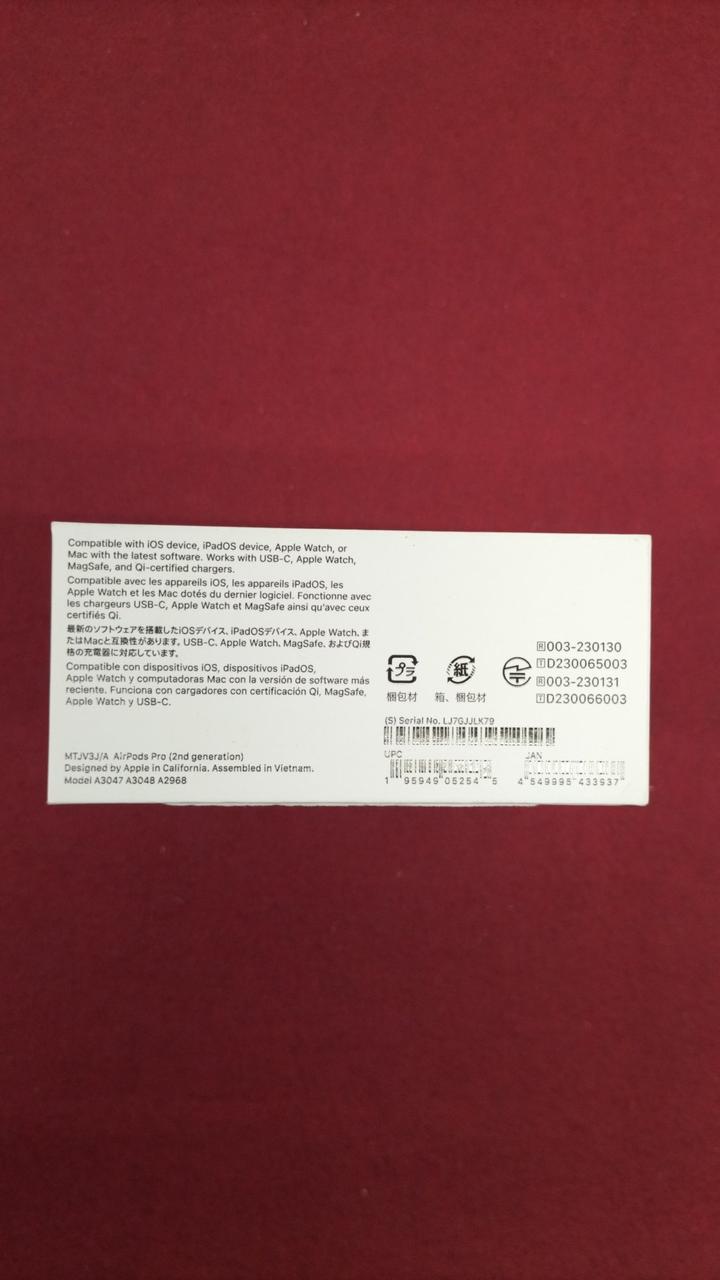 Compatible with iOS device, iPadOS device, Apple Watch, or
Mac with the latest software. Works with USB-C, Apple Watch,
MagSafe, and Qi-certified chargers.
Compatible avec les appareils iOS, les appareils iPadOS, les
Apple Watch et les Mac dotés du dernier logiciel. Fonctionne avec
les chargeurs USB-C, Apple Watch et MagSafe ainsi qu'avec ceux
certifiés Qi.
最新のソフトウェアを搭載したiOSデバイス、iPadOSデバイス、Apple Watch、ま
たはMacと互換性があります。USB-C、Apple Watch、MagSafe、およびQi規
格の充電器に対応しています。
Compatible con dispositivos iOS, dispositivos iPadOS,
Apple Watch y computadoras Mac con la versión de software más
reciente. Funciona con cargadores con certificación Qi, MagSafe,
Apple Watch y USB-C.
MTJV3J/A AirPods Pro (2nd generation)
Designed by Apple in California. Assembled in Vietnam.
Model A3047 A3048 A2968
プラ
梱包材
紙
箱、梱包材
R 003-230130
T D230065003
R 003-230131
T D230066003
(S) Serial No. LJ7GJJLK79
UPC
1 95949 05254 5
JAN
4 549995 433937